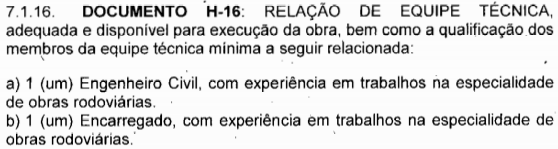 7.1.16. DOCUMENTO H-16: RELAÇÃO DE EQUIPE TÉCNICA,
adequada e disponível para execução da obra, bem como a qualificação dos
membros da equipe técnica mínima a seguir relacionada:
a) 1 (um) Engenheiro Civil, com experiência em trabalhos na especialidade
de obras rodoviárias.
b) 1 (um) Encarregado, com experiência em trabalhos na especialidade de
obras rodoviárias.